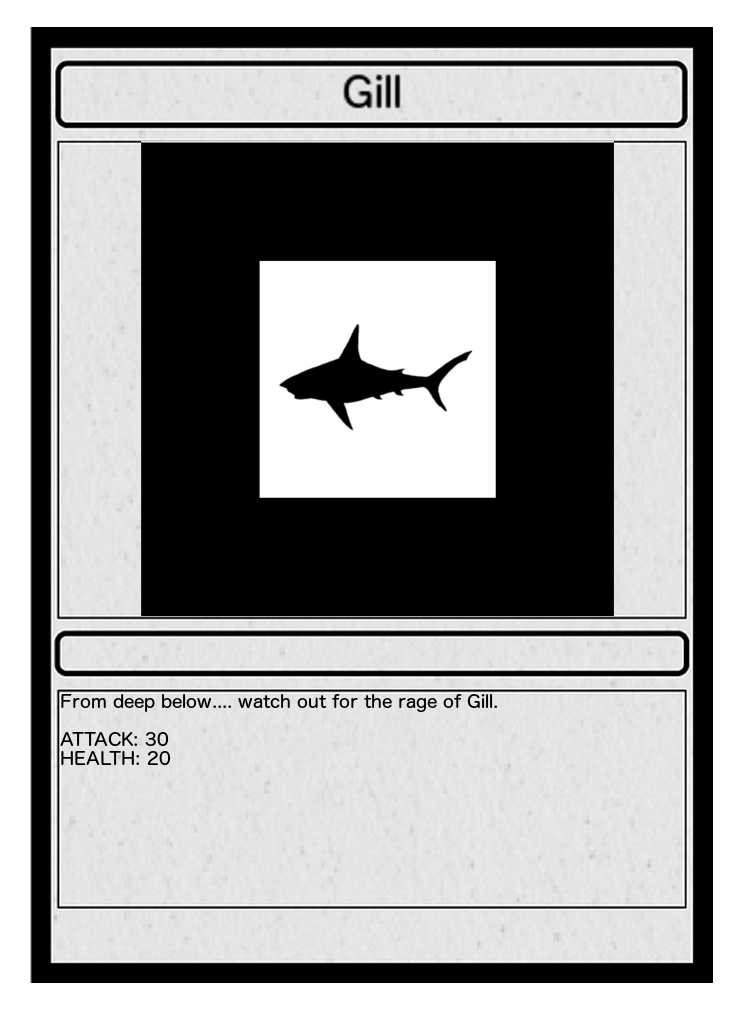 Gill
From deep below.... watch out for the rage of Gill.
ATTACK: 30
HEALTH: 20